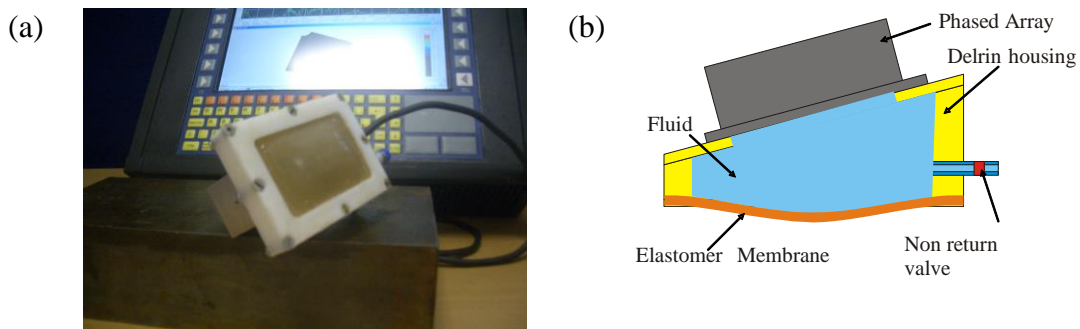 (a)
(b)
Phased Array
Delrin housing
Fluid
Elastomer Membrane
Non return
valve